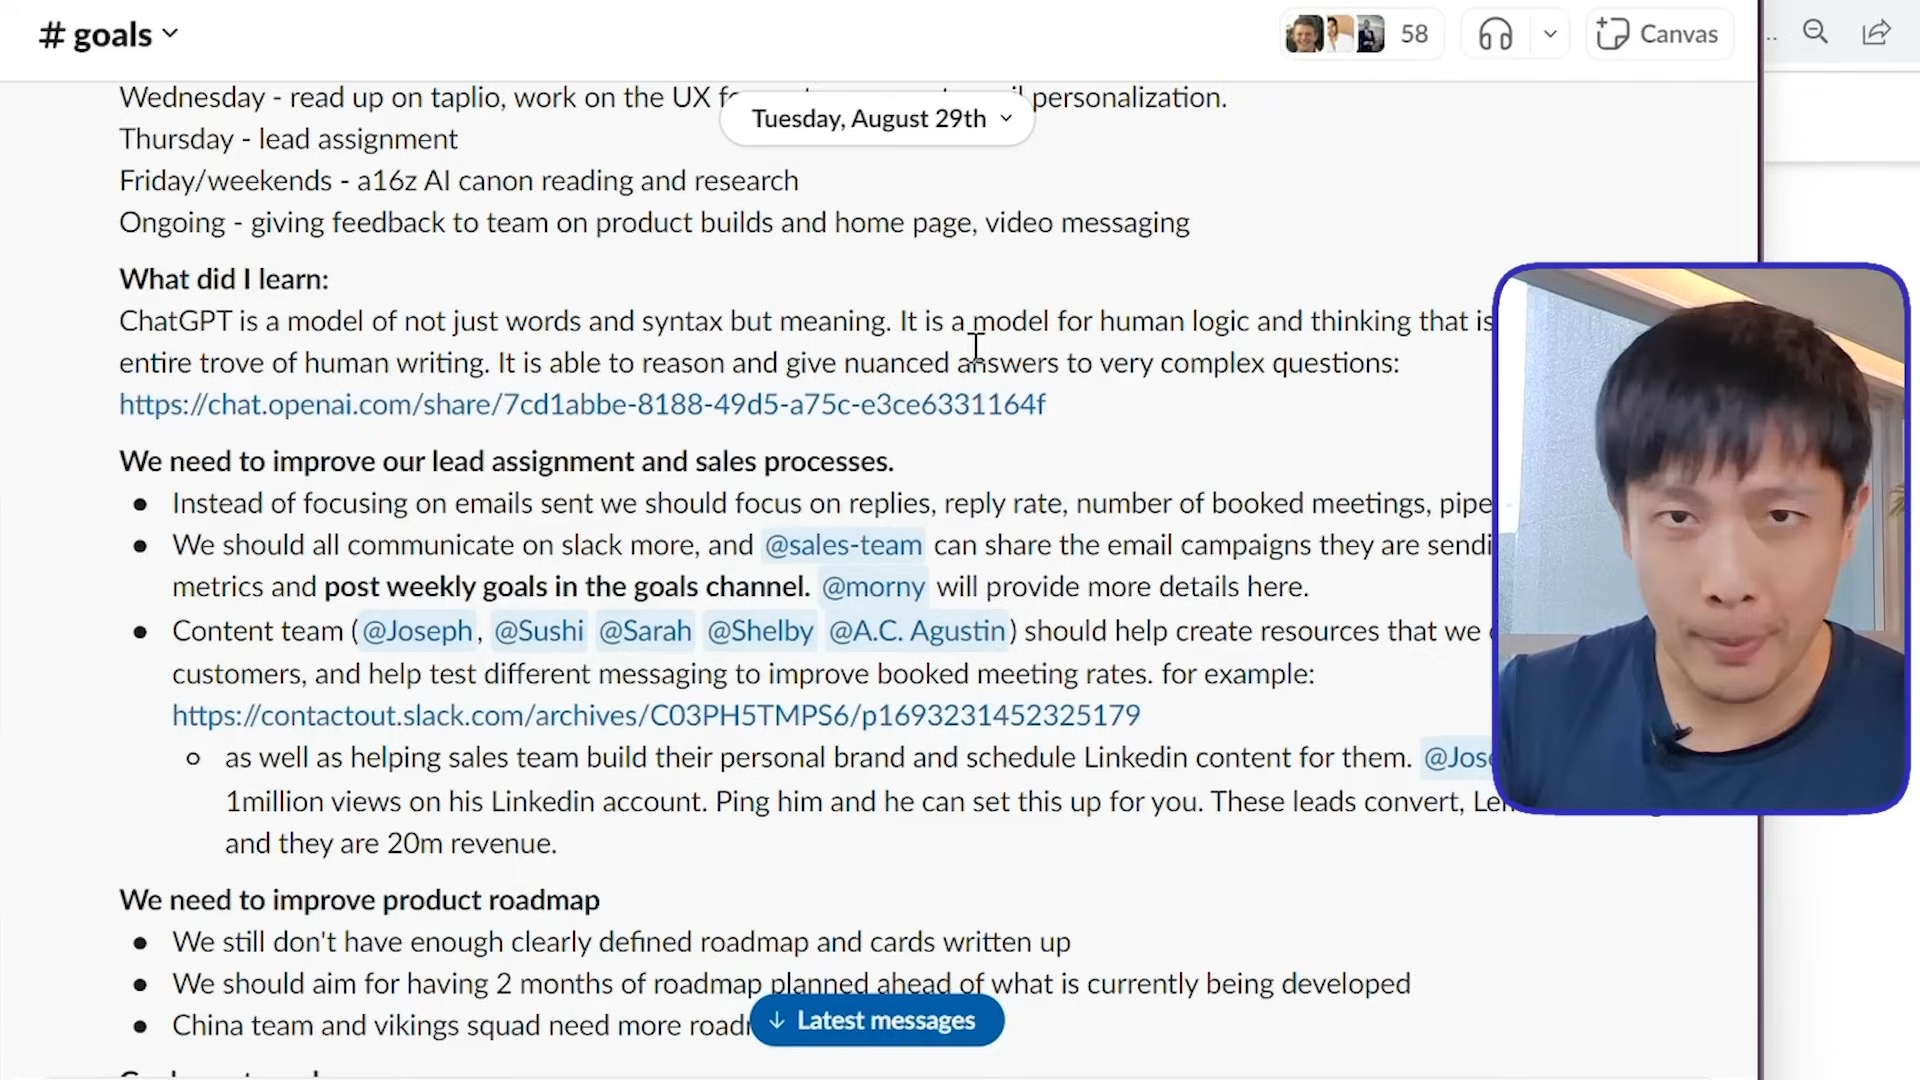 # goals
58
Canvas
Wednesday - read up on taplio, work on the UX personalization.
Tuesday, August 29th
Thursday - lead assignment
Friday/weekends - a16z AI canon reading and research
Ongoing - giving feedback to team on product builds and home page, video messaging
What did I learn:
ChatGPT is a model of not just words and syntax but meaning. It is a model for human logic and thinking that is
entire trove of human writing. It is able to reason and give nuanced answers to very complex questions:
https://chat.openai.com/share/7cd1abbe-8188-49d5-a75c-e3ce6331164f
We need to improve our lead assignment and sales processes.
● Instead of focusing on emails sent we should focus on replies, reply rate, number of booked meetings, pipe
● We should all communicate on slack more, and @sales-team can share the email campaigns they are sendi
metrics and post weekly goals in the goals channel. @morny will provide more details here.
● Content team (@Joseph, @Sushi @Sarah @Shelby @A.C. Agustin) should help create resources that we
customers, and help test different messaging to improve booked meeting rates. for example:
https://contactout.slack.com/archives/C03PH5TMPS6/p1693231452325179
○ as well as helping sales team build their personal brand and schedule Linkedin content for them. @Jos
1million views on his Linkedin account. Ping him and he can set this up for you. These leads convert,
and they are 20m revenue.
We need to improve product roadmap
● We still don't have enough clearly defined roadmap and cards written up
● We should aim for having 2 months of roadmap planned ahead of what is currently being developed
● China team and vikings squad need more
↓ Latest messages